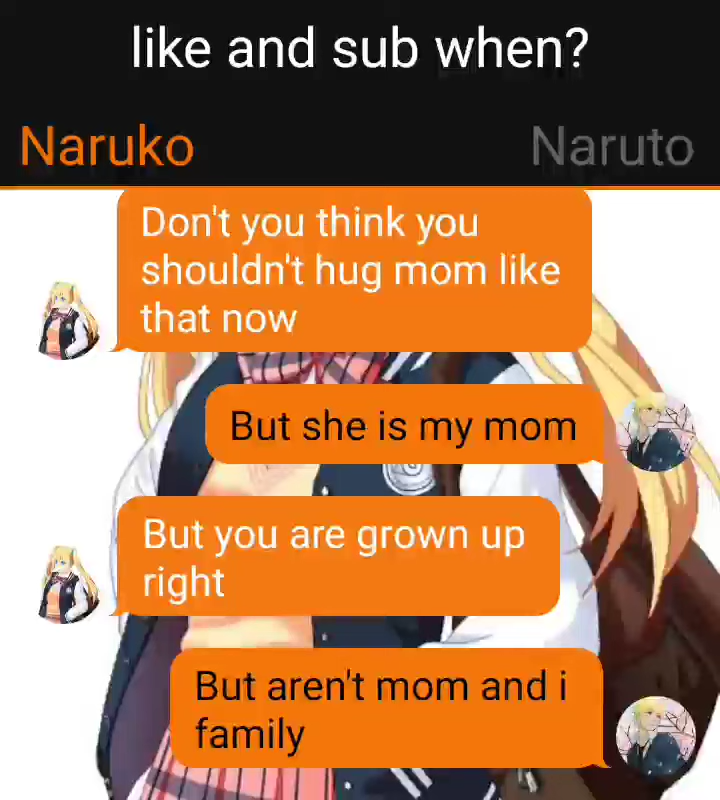 like and sub when?
Naruko
Naruto
Don't you think you
shouldn't hug mom like
that now
But she is my mom
But you are grown up
right
But aren't mom and i
family